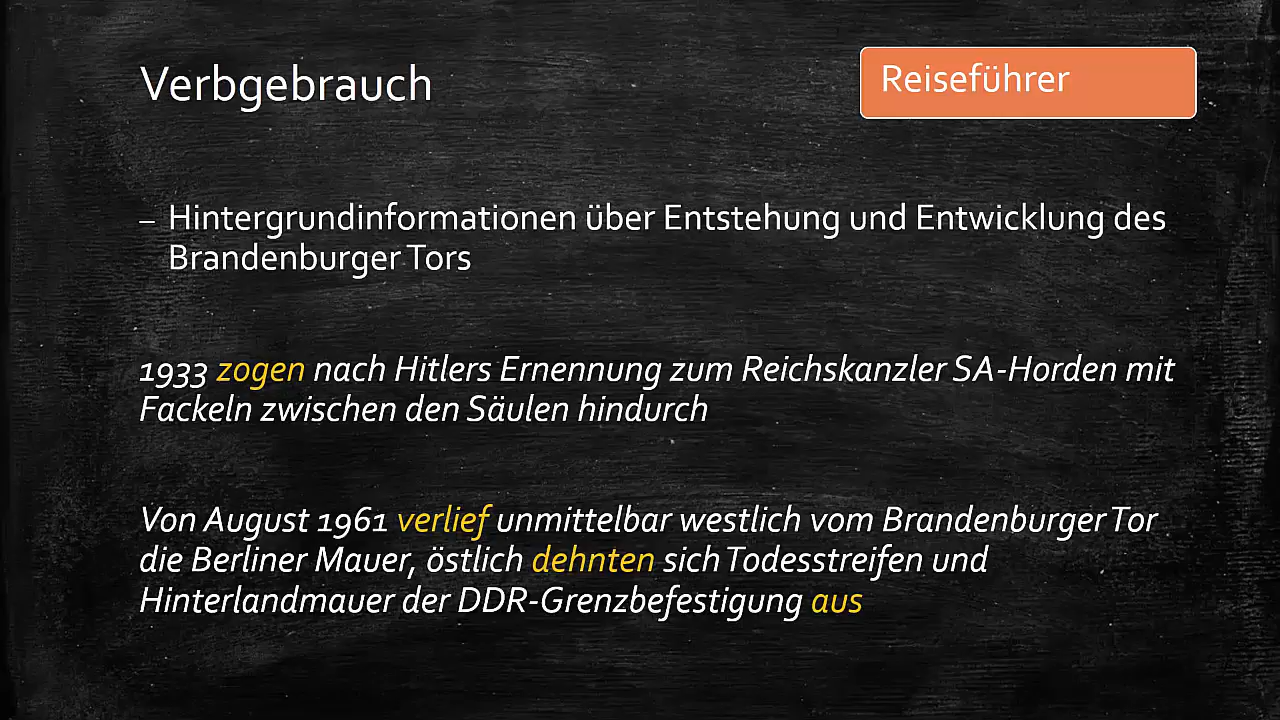 Verbgebrauch
Reiseführer
– Hintergrundinformationen über Entstehung und Entwicklung des
Brandenburger Tors
1933 zogen nach Hitlers Ernennung zum Reichskanzler SA-Horden mit
Fackeln zwischen den Säulen hindurch
Von August 1961 verlief unmittelbar westlich vom Brandenburger Tor
die Berliner Mauer, östlich dehnten sich Todesstreifen und
Hinterlandmauer der DDR-Grenzbefestigung aus